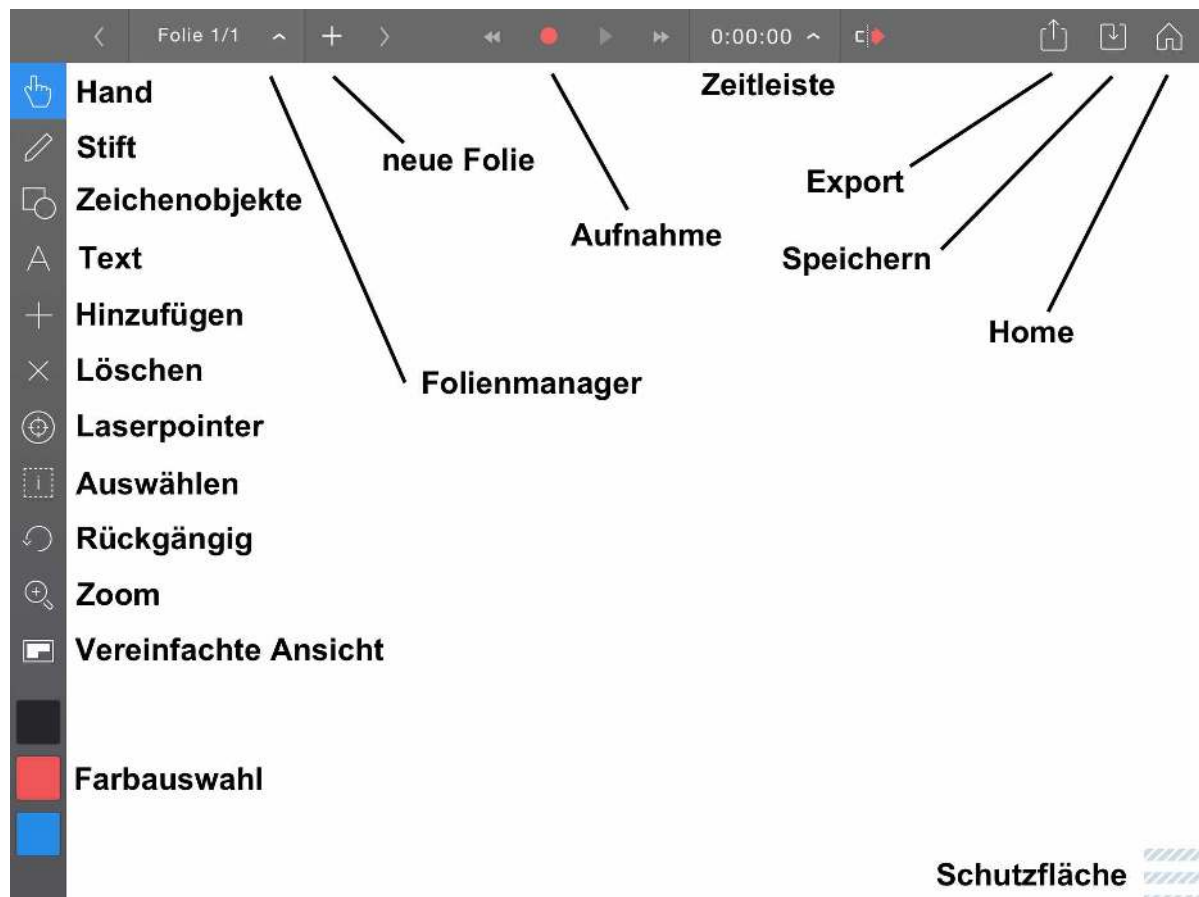 Folie 1/1
0:00:00
Zeitleiste
Hand
Stift
neue Folie
Export
Zeichenobjekte
Aufnahme
Text
Speichern
Hinzufügen
Home
Löschen
Folienmanager
Laserpointer
Auswählen
Rückgängig
Zoom
Vereinfachte Ansicht
Farbauswahl
Schutzfläche